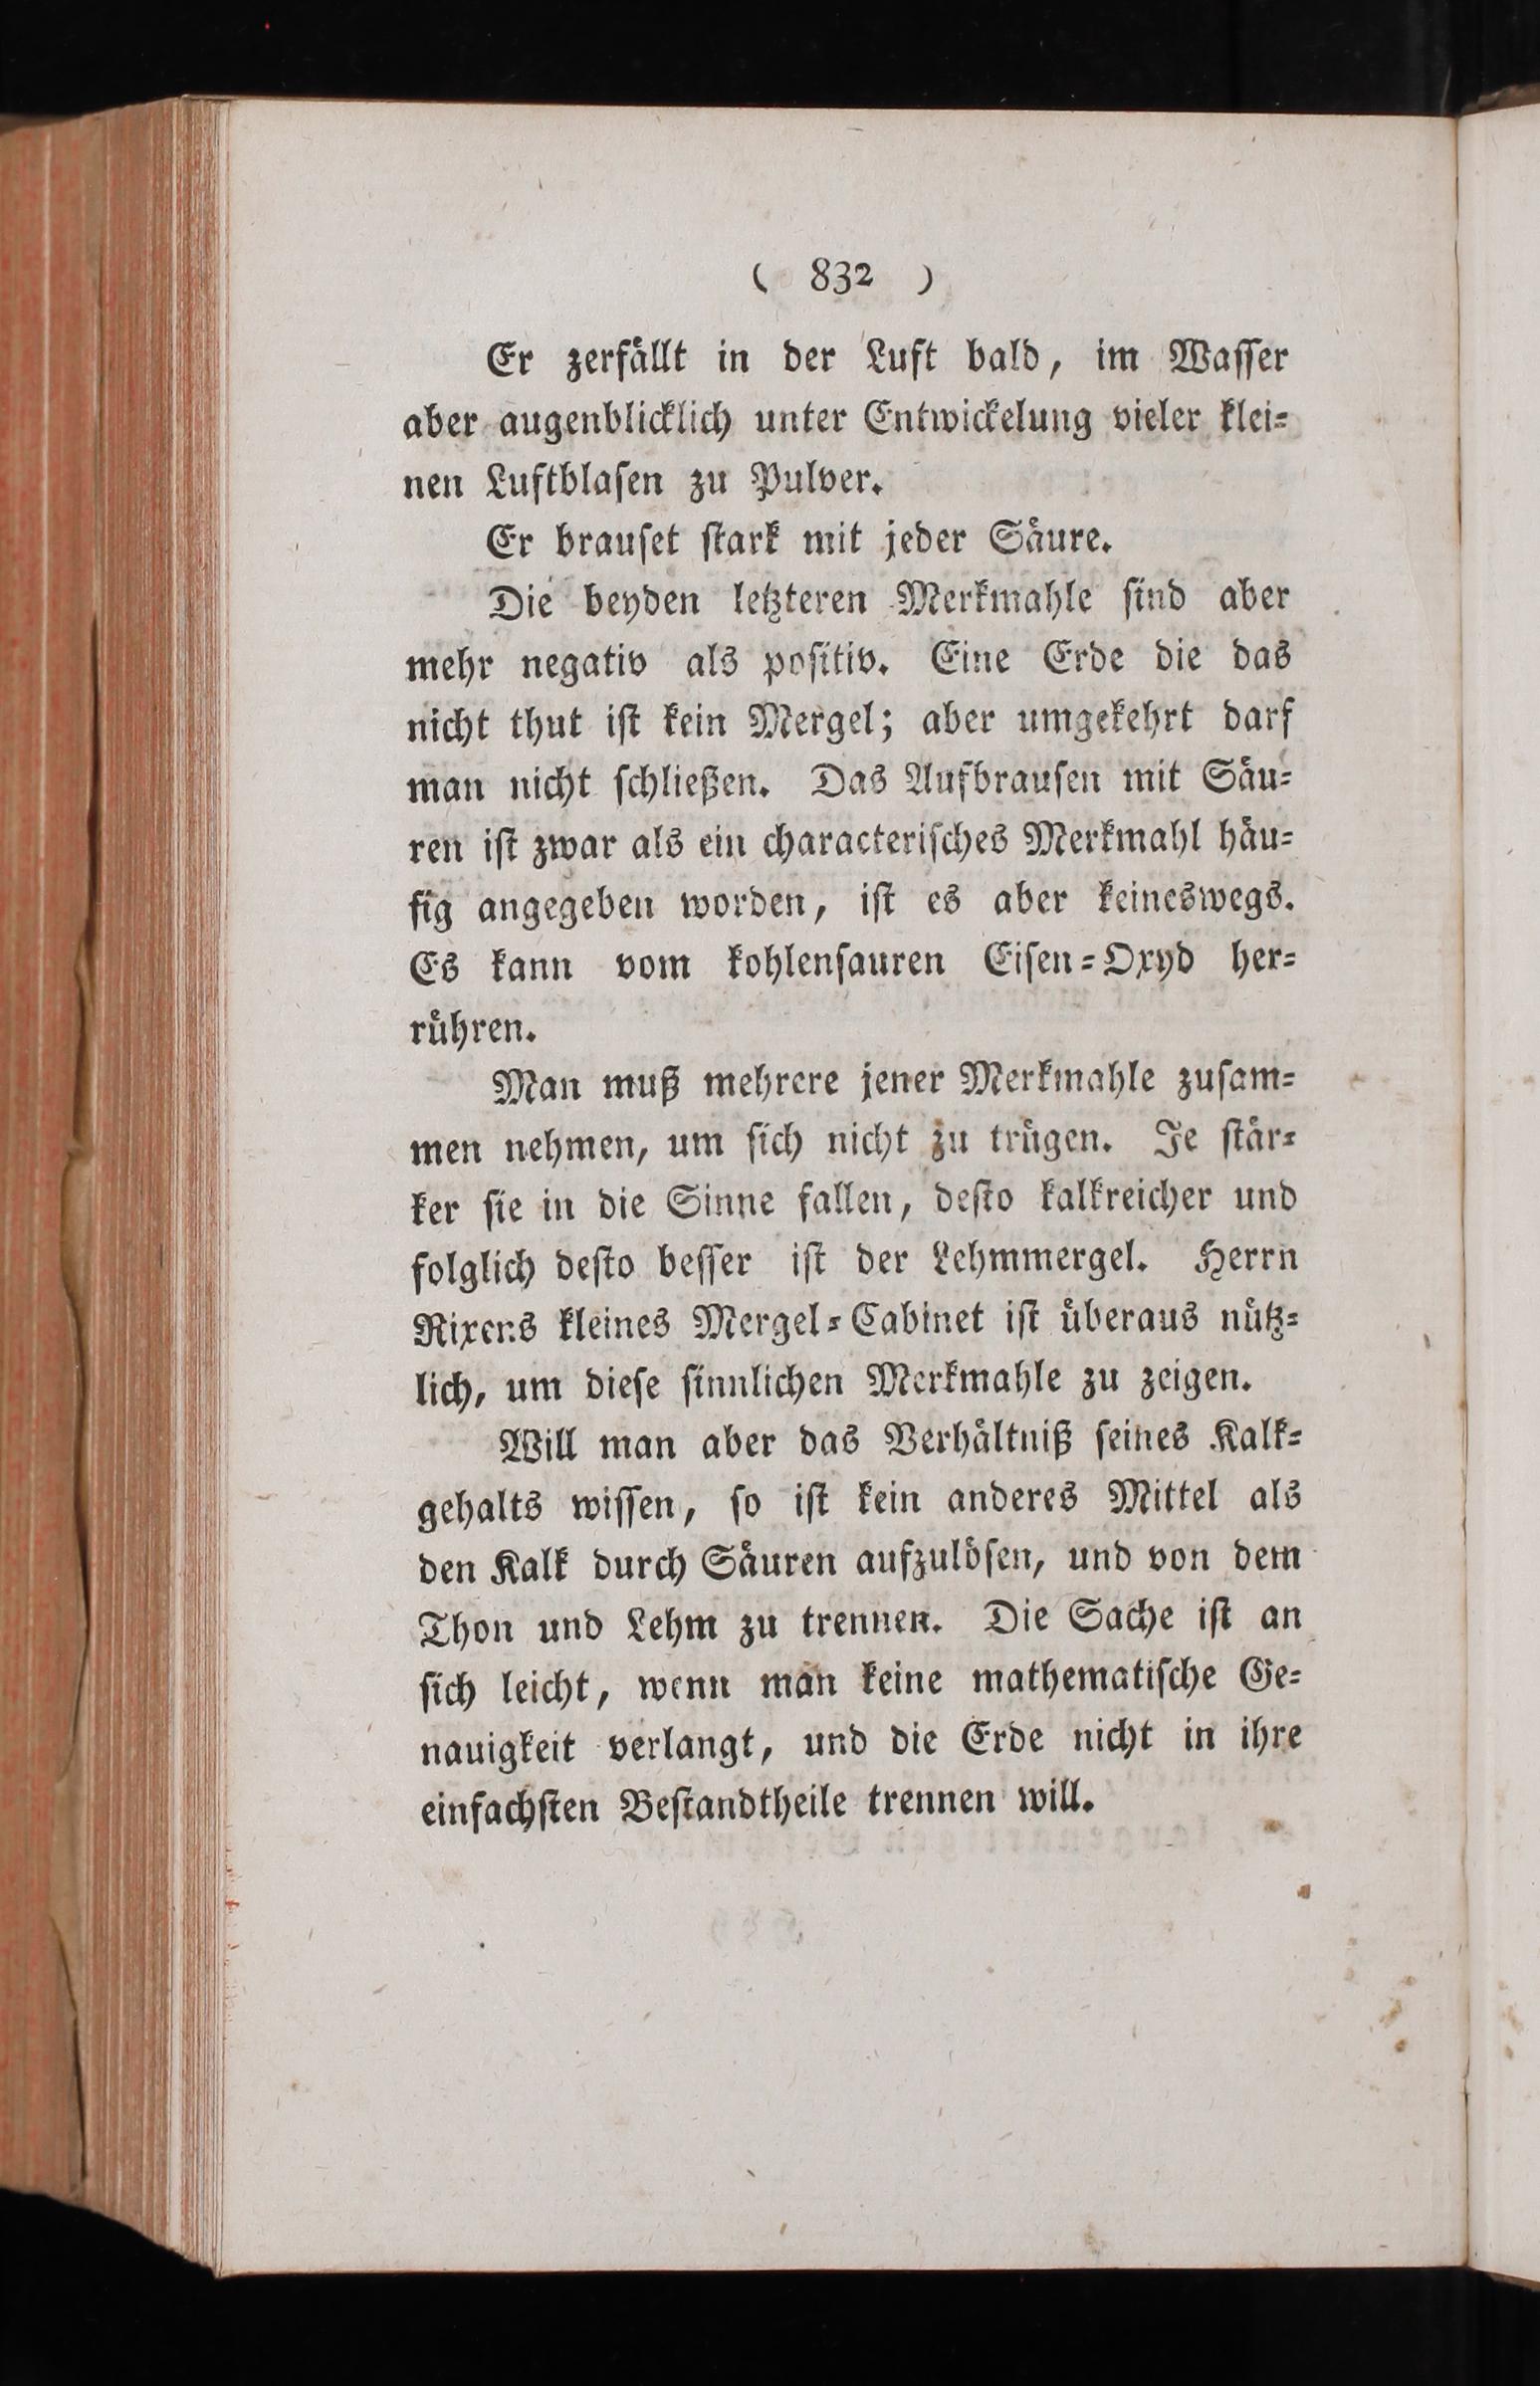 ( 832 )
Er zerfällt in der Luft bald, im Waſſer
aber augenblicklich unter Entwickelung vieler klei⸗
nen Luftblaſen zu Pulver.
Er brauſet ſtark mit jeder Säure.
Die beyden letzteren Merkmahle ſind aber
mehr negativ als poſitiv. Eine Erde die das
nicht thut iſt kein Mergel; aber umgekehrt darf
man nicht ſchließen. Das Aufbrauſen mit Säu⸗
ren iſt zwar als ein characteriſches Merkmahl häu⸗
fig angegeben worden, iſt es aber keineswegs.
Es kann vom kohlenſauren Eiſen⸗Oxyd her⸗
rühren.
Man muß mehrere jener Merkmahle zuſam⸗
men nehmen, um ſich nicht zu trügen. Je ſtär⸗
ker ſie in die Sinne fallen, deſto kalkreicher und
folglich deſto beſſer iſt der Lehmmergel. Herrn
Rixens kleines Mergel⸗Cabinet iſt überaus nütz⸗
lich, um dieſe ſinnlichen Merkmahle zu zeigen.
Will man aber das Verhältniß ſeines Kalk⸗
gehalts wiſſen, ſo iſt kein anderes Mittel als
den Kalk durch Säuren aufzulöſen, und von dem
Thon und Lehm zu trennen. Die Sache iſt an
ſich leicht, wenn man keine mathematiſche Ge⸗
nauigkeit verlangt, und die Erde nicht in ihre
einfachſten Beſtandtheile trennen will.